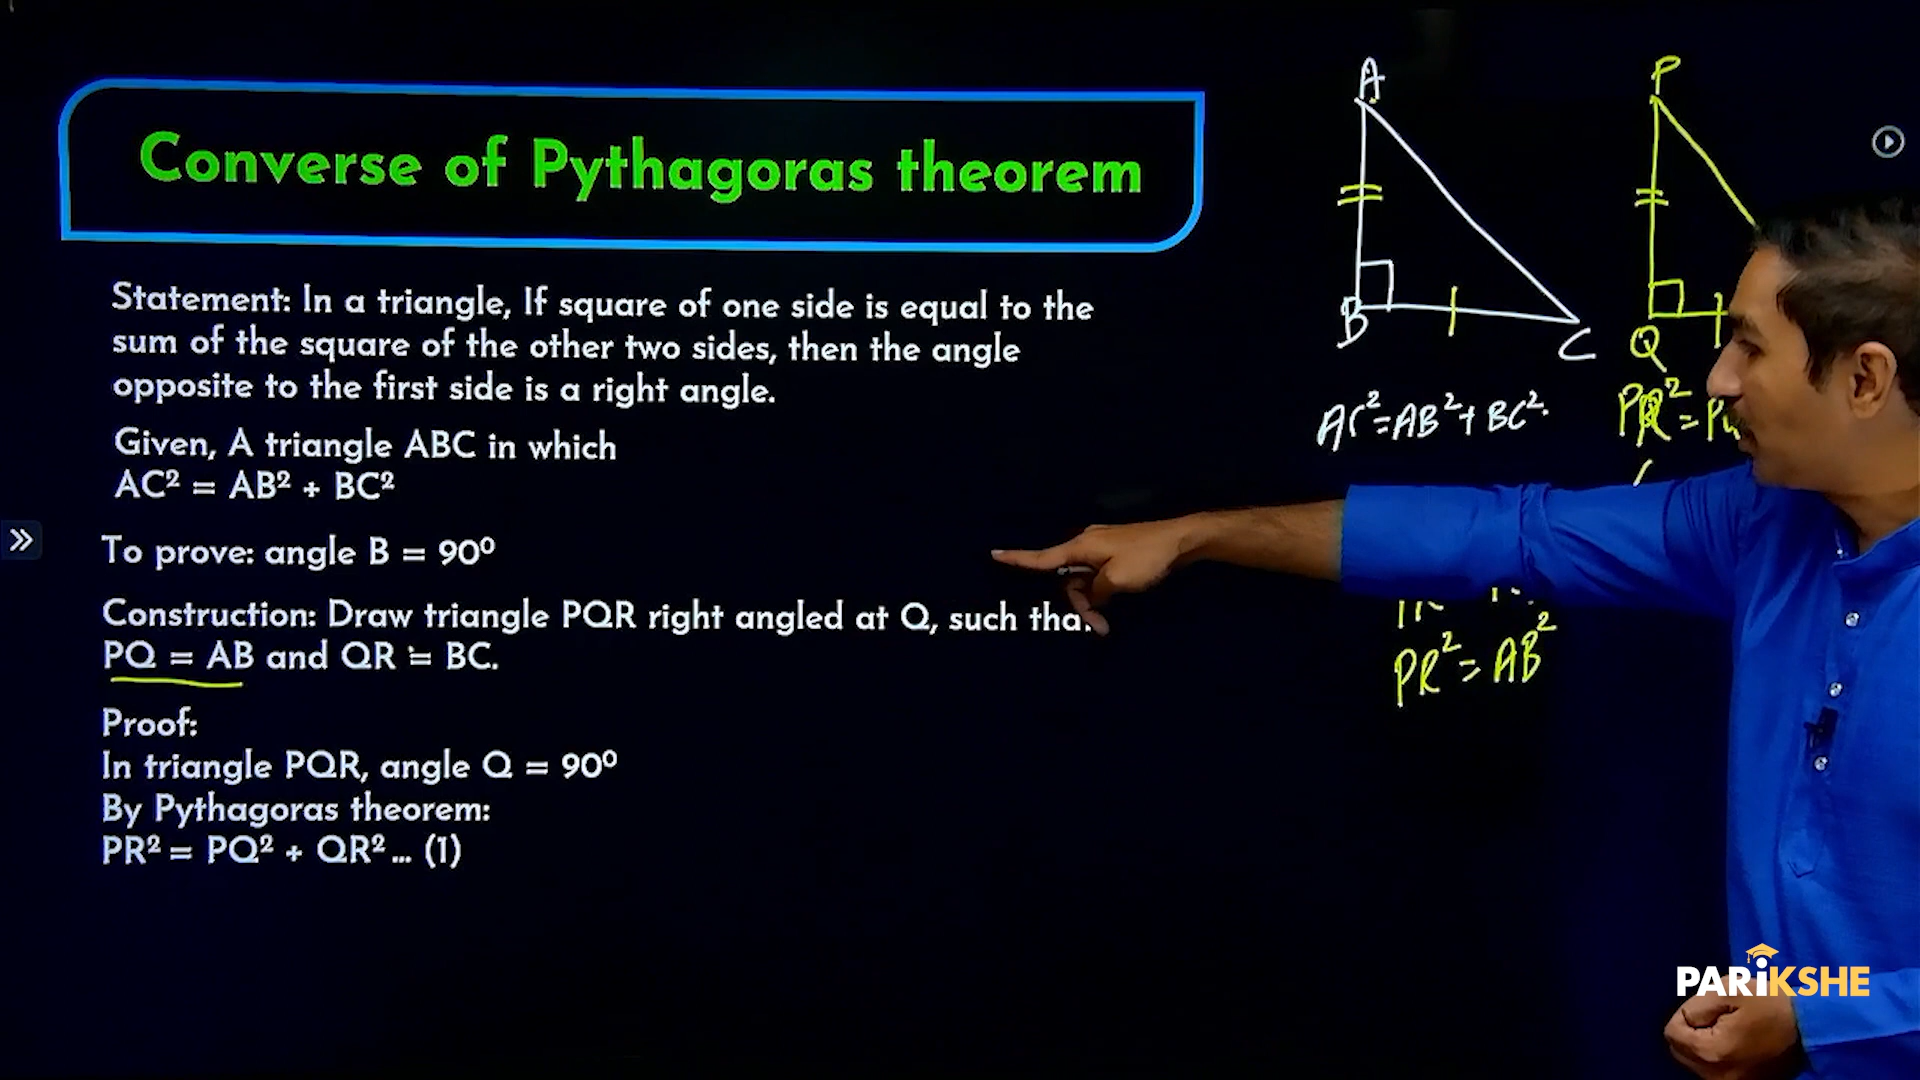 Converse of Pythagoras theorem
Statement: In a triangle, If square of one side is equal to the
sum of the square of the other two sides, then the angle
opposite to the first side is a right angle.
Given, A triangle ABC in which
AC² = AB² + BC²
To prove: angle B = 90⁰
Construction: Draw triangle PQR right angled at Q, such that
PQ = AB and QR = BC.
Proof:
In triangle PQR, angle Q = 90⁰
By Pythagoras theorem:
PR² = PQ² + QR² ... (1)
A
B
C
AC² = AB² + BC².
P
Q
PR² =
PR² = AB²
PARiKSHE